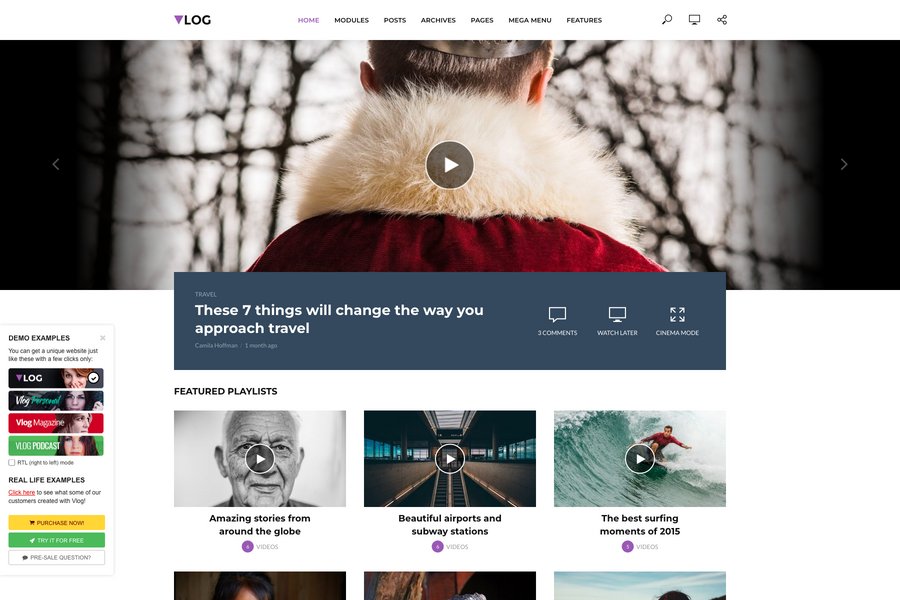 VLOG
HOME MODULES POSTS ARCHIVES PAGES MEGA MENU FEATURES
TRAVEL
These 7 things will change the way you
approach travel
Camila Hoffman / 1 month ago
3 COMMENTS
WATCH LATER
CINEMA MODE
DEMO EXAMPLES
You can get a unique website just
like these with a few clicks only:
VLOG
Vlog Personal
Vlog Magazine
VLOG PODCAST
RTL (right to left) mode
REAL LIFE EXAMPLES
Click here to see what some of our
customers created with Vlog!
PURCHASE NOW!
TRY IT FOR FREE
PRE-SALE QUESTION?
FEATURED PLAYLISTS
Amazing stories from
around the globe
6 VIDEOS
Beautiful airports and
subway stations
6 VIDEOS
The best surfing
moments of 2015
5 VIDEOS